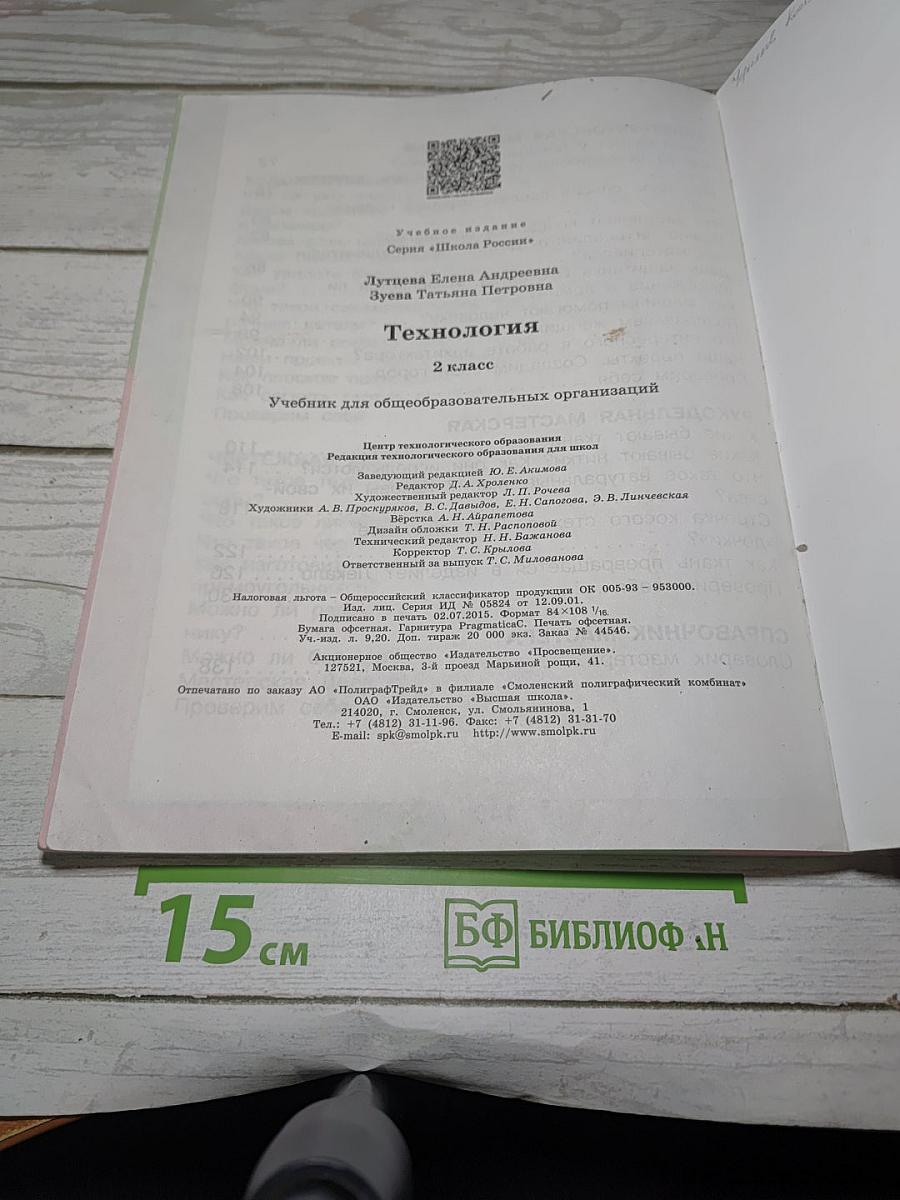 Учебное издание
Серия «Школа России»
Лутцева Елена Андреевна
Зуева Татьяна Петровна
Технология
2 класс
Учебник для общеобразовательных организаций
Центр технологического образования
Редакция технологического образования для школ
Заведующий редакцией Ю. Е. Акимова
Редактор Д. А. Хроленко
Художественный редактор Л. П. Рочева
Художники А. В. Проскуряков, В. С. Давыдов, Е. Н. Сапогова, Э. В. Линчевская
Вёрстка А. Н. Айрапетова
Дизайн обложки Т. Н. Распоповой
Технический редактор Н. Н. Бажанова
Корректор Т. С. Крылова
Ответственный за выпуск Т. С. Милованова
Налоговая льгота – Общероссийский классификатор продукции ОК 005-93 – 953000.
Изд. лиц. Серия ИД № 05824 от 12.09.01.
Подписано в печать 02.07.2015. Формат 84×108 1/16.
Бумага офсетная. Гарнитура PragmaticaC. Печать офсетная.
Уч.-изд. л. 9,20. Доп. тираж 20 000 экз. Заказ № 44546.
Акционерное общество «Издательство «Просвещение».
127521, Москва, 3-й проезд Марьиной рощи, 41.
Отпечатано по заказу АО «ПолиграфТрейд» в филиале «Смоленский полиграфический комбинат»
ОАО «Издательство «Высшая школа».
214020, г. Смоленск, ул. Смольянинова, 1
Тел.: +7 (4812) 31-11-96. Факс: +7 (4812) 31-31-70
E-mail: spk@smolpk.ru http://www.smolpk.ru
15 см
БФ БИБЛИОФАН